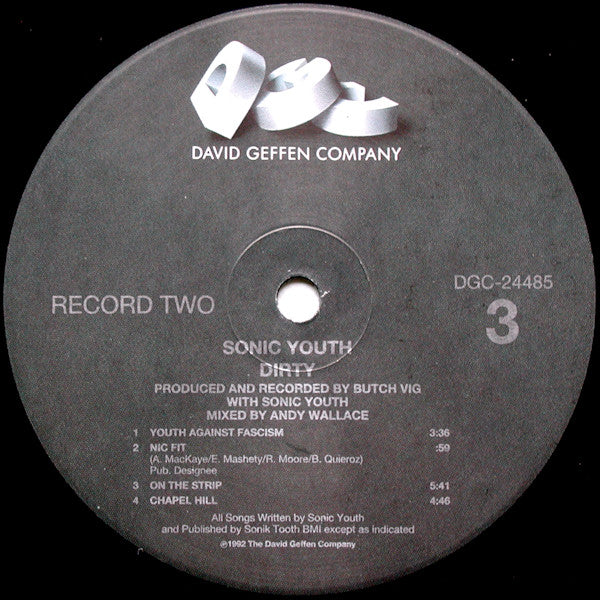 DGC
DAVID GEFFEN COMPANY
RECORD TWO
DGC-24485
3
SONIC YOUTH
DIRTY
PRODUCED AND RECORDED BY BUTCH VIG
WITH SONIC YOUTH
MIXED BY ANDY WALLACE
1 YOUTH AGAINST FASCISM 3:36
2 NIC FIT :59
(A. MacKaye/E. Mashety/R. Moore/B. Quieroz)
Pub. Designee
3 ON THE STRIP 5:41
4 CHAPEL HILL 4:46
All Songs Written by Sonic Youth
and Published by Sonik Tooth BMI except as indicated
℗1992 The David Geffen Company